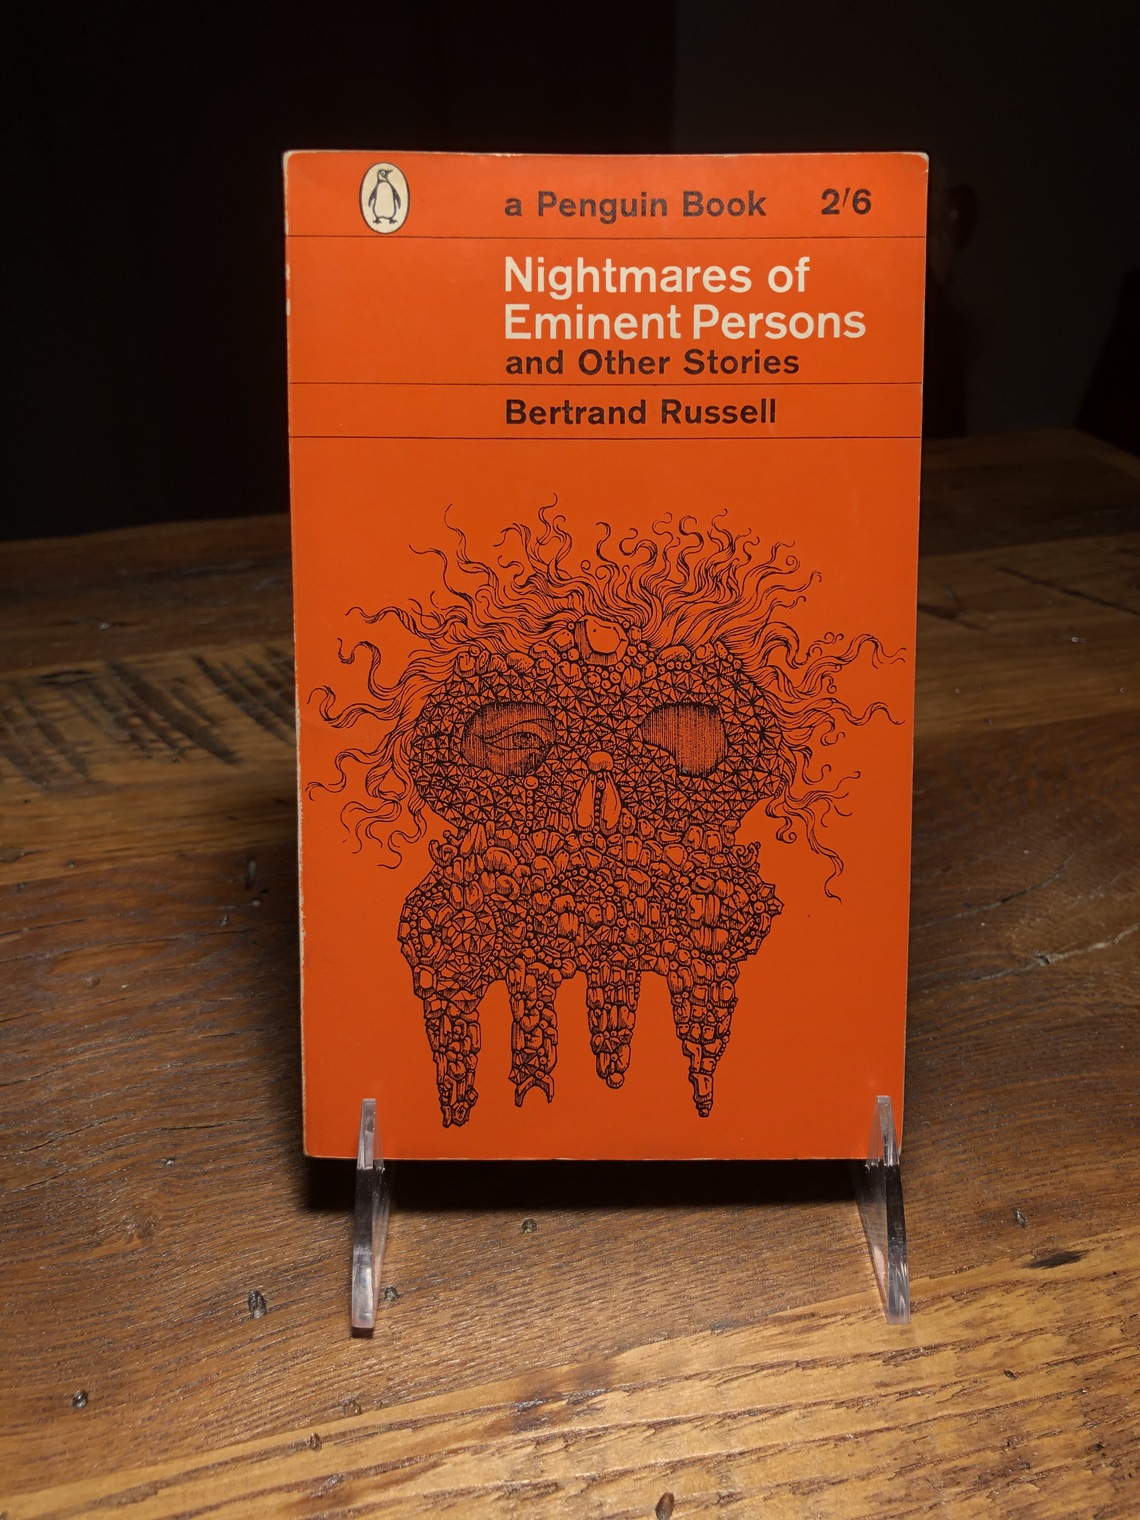 a Penguin Book 2/6
Nightmares of
Eminent Persons
and Other Stories
Bertrand Russell